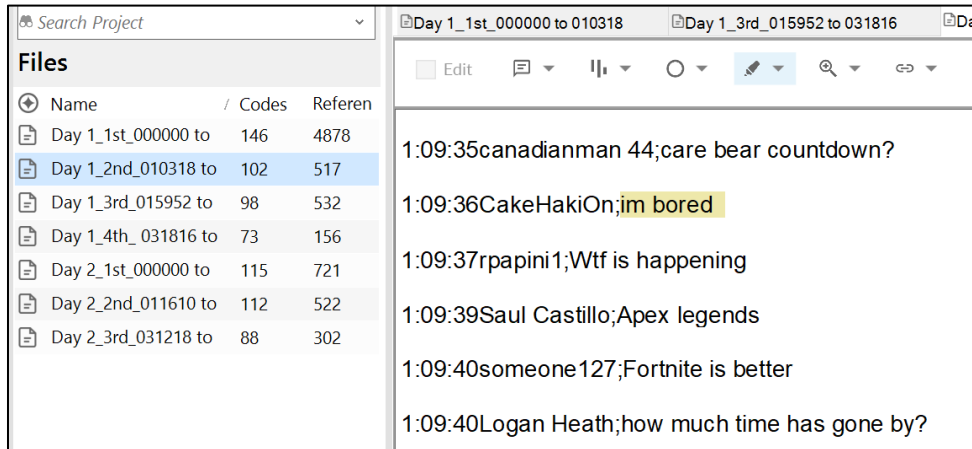 Search Project
Files
Name / Codes Referen
Day 1_1st_000000 to 146 4878
Day 1_2nd_010318 to 102 517
Day 1_3rd_015952 to 98 532
Day 1_4th_ 031816 to 73 156
Day 2_1st_000000 to 115 721
Day 2_2nd_011610 to 112 522
Day 2_3rd_031218 to 88 302
Day 1_1st_000000 to 010318 Day 1_3rd_015952 to 031816 Da
Edit
1:09:35canadianman 44;care bear countdown?
1:09:36CakeHakiOn;im bored
1:09:37rpapini1;Wtf is happening
1:09:39Saul Castillo;Apex legends
1:09:40someone127;Fortnite is better
1:09:40Logan Heath;how much time has gone by?